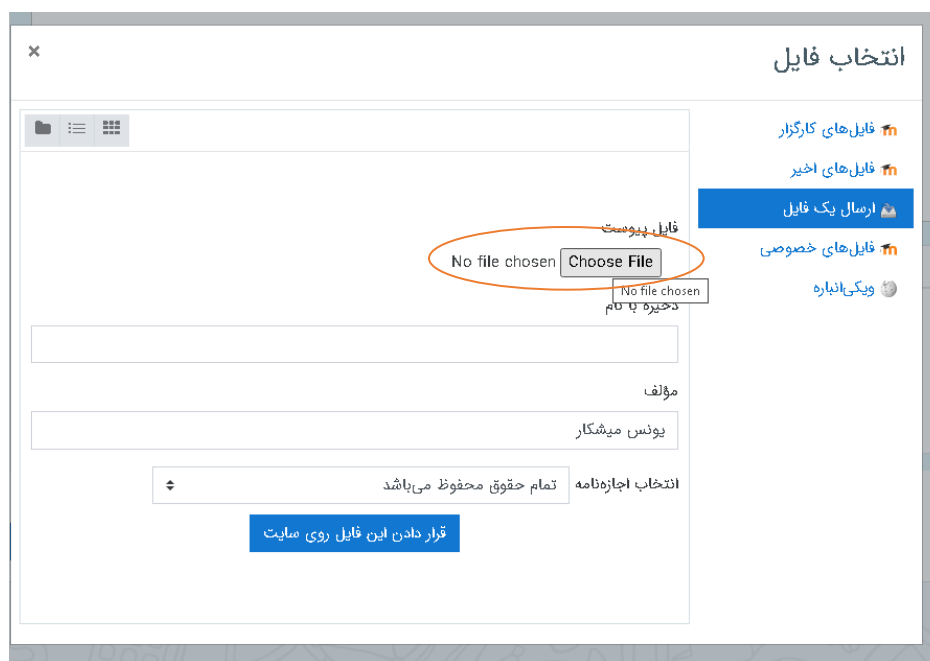 انتخاب فایل
×
فایل‌های کارگزار
فایل‌های اخیر
ارسال یک فایل
فایل‌های خصوصی
ویکی‌انباره
فایل پیوست
Choose File No file chosen
No file chosen
ذخیره با نام
مؤلف
یونس میشکار
انتخاب اجازه‌نامه
تمام حقوق محفوظ می‌باشد
قرار دادن این فایل روی سایت